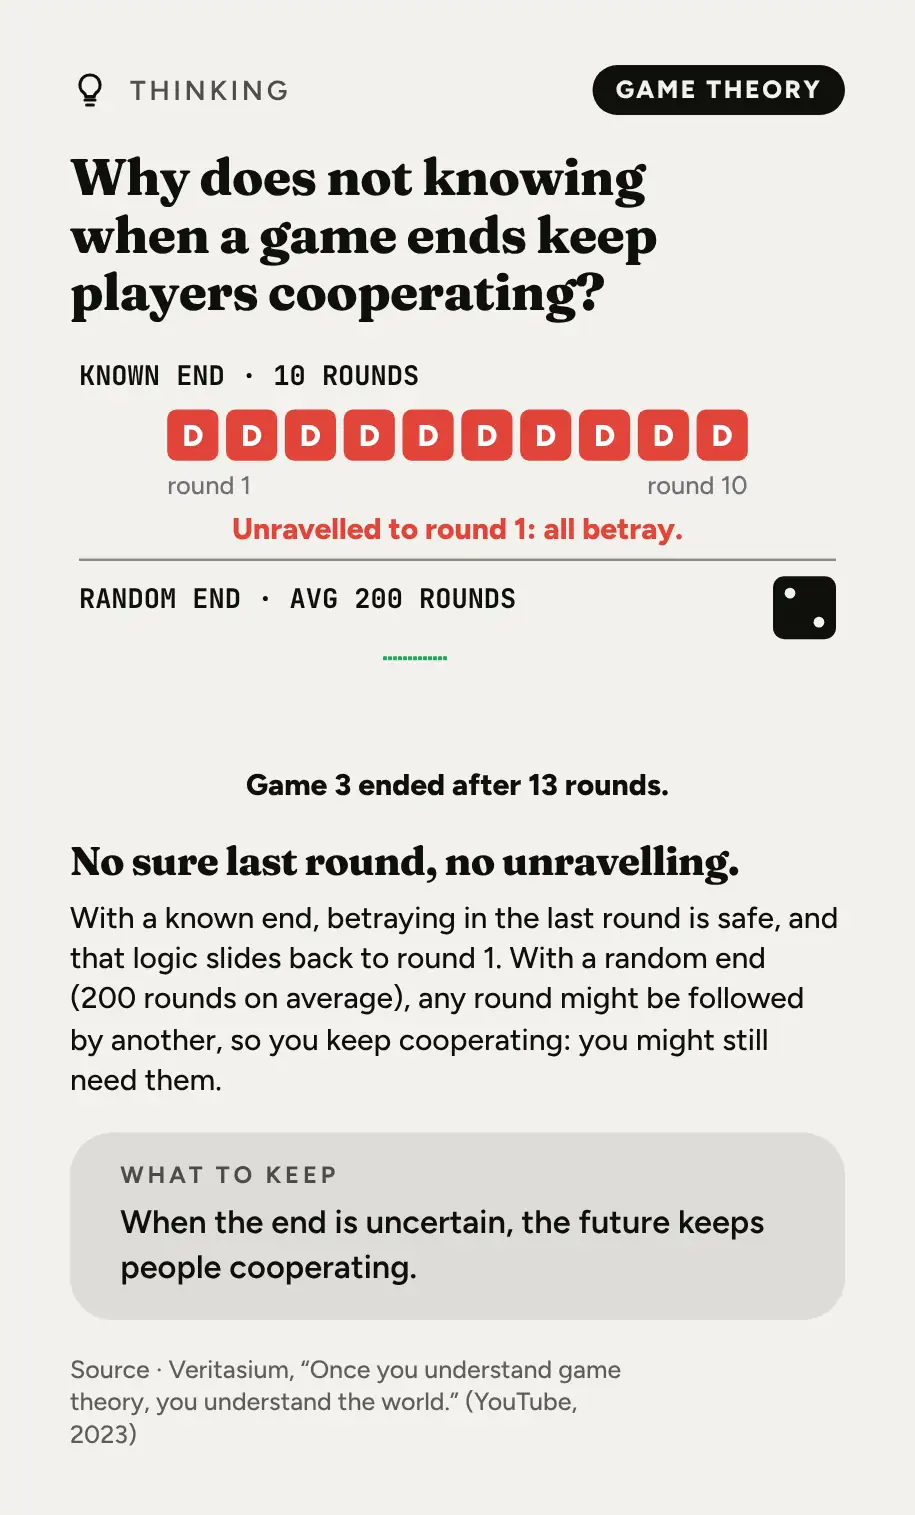 THINKING
GAME THEORY
Why does not knowing
when a game ends keep
players cooperating?
KNOWN END · 10 ROUNDS
D D D D D D D D D D
round 1 round 10
Unravelled to round 1: all betray.
RANDOM END · AVG 200 ROUNDS
Game 3 ended after 13 rounds.
No sure last round, no unravelling.
With a known end, betraying in the last round is safe, and
that logic slides back to round 1. With a random end
(200 rounds on average), any round might be followed
by another, so you keep cooperating: you might still
need them.
WHAT TO KEEP
When the end is uncertain, the future keeps
people cooperating.
Source · Veritasium, “Once you understand game
theory, you understand the world.” (YouTube,
2023)